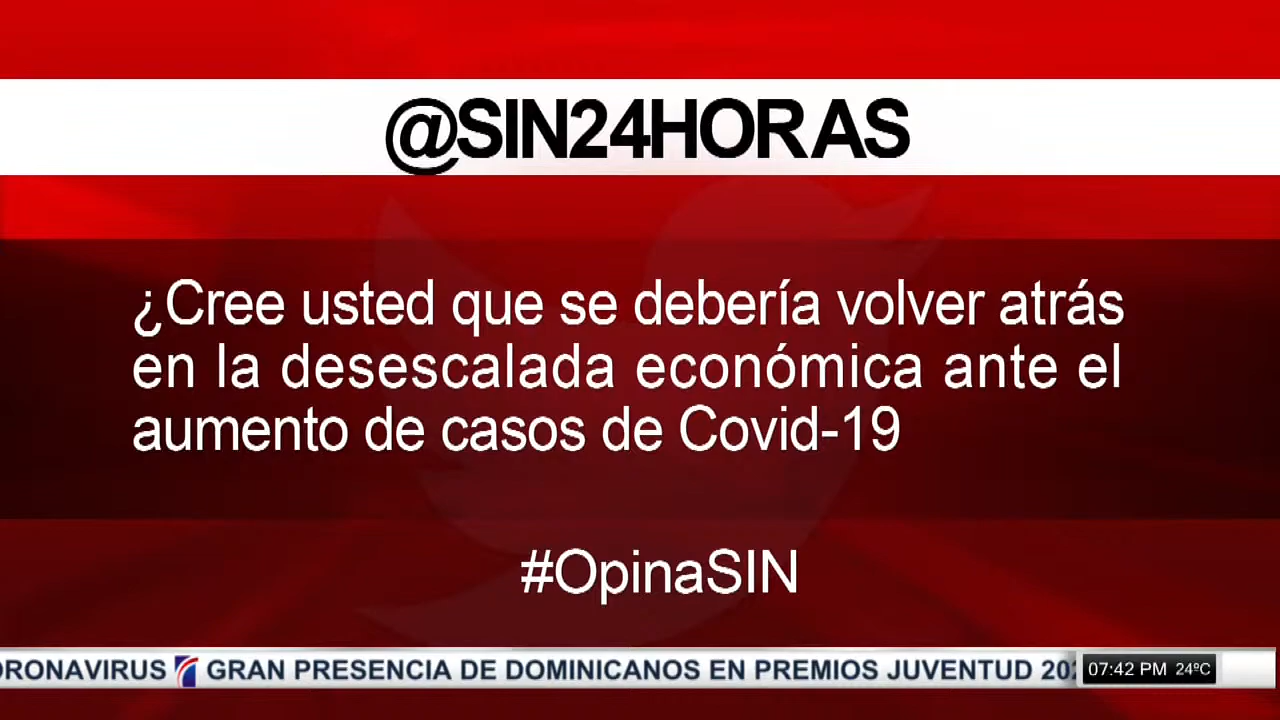 @SIN24HORAS
¿Cree usted que se debería volver atrás
en la desescalada económica ante el
aumento de casos de Covid-19
#OpinaSIN
ORONAVIRUS GRAN PRESENCIA DE DOMINICANOS EN PREMIOS JUVENTUD 202 07:42 PM 24ºC